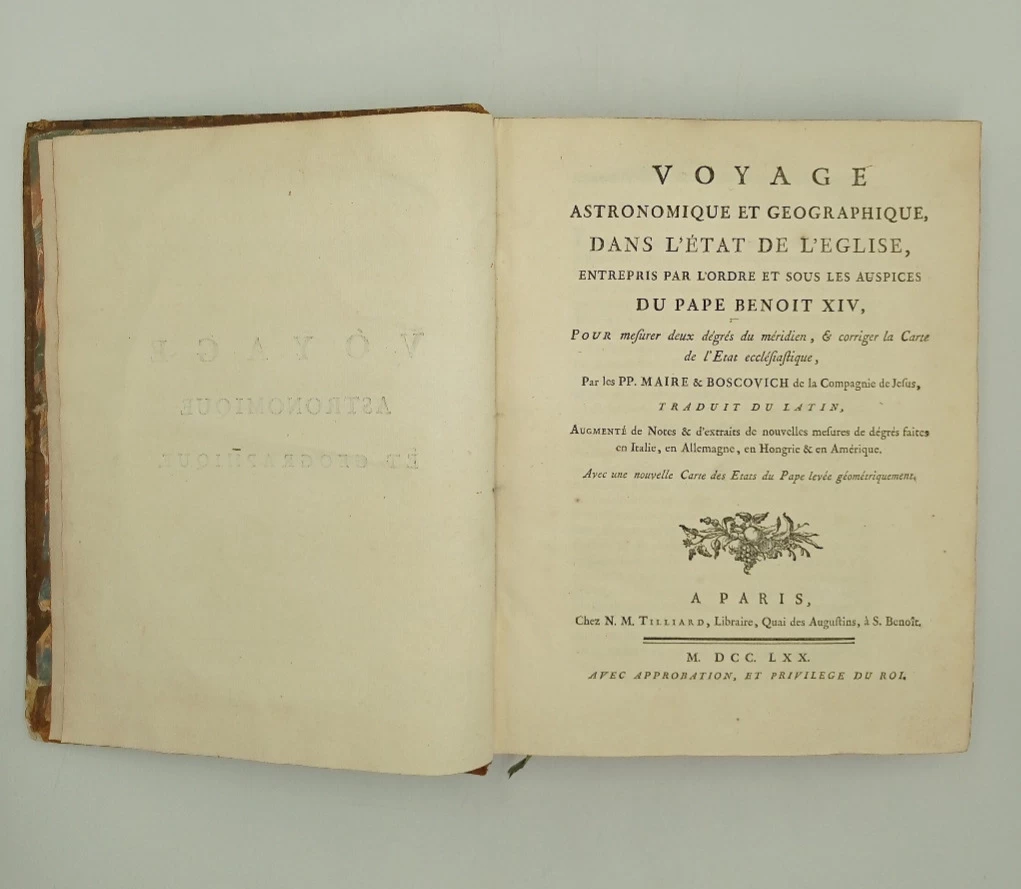 VOYAGE
ASTRONOMIQUE
ET GEOGRAPHIQUE
VOYAGE
ASTRONOMIQUE ET GEOGRAPHIQUE,
DANS L'ÉTAT DE L'EGLISE,
ENTREPRIS PAR L'ORDRE ET SOUS LES AUSPICES
DU PAPE BENOIT XIV,
POUR meſurer deux dégrés du méridien, & corriger la Carte
de l'Etat eccléſiaſtique,
Par les PP. MAIRE & BOSCOVICH de la Compagnie de Jeſus,
TRADUIT DU LATIN,
AUGMENTÉ de Notes & d'extraits de nouvelles meſures de dégrés faites
en Italie, en Allemagne, en Hongrie & en Amérique.
Avec une nouvelle Carte des Etats du Pape levée géométriquement.
A PARIS,
Chez N. M. TILLIARD, Libraire, Quai des Auguſtins, à S. Benoît.
M. DCC. LXX.
AVEC APPROBATION, ET PRIVILEGE DU ROI.